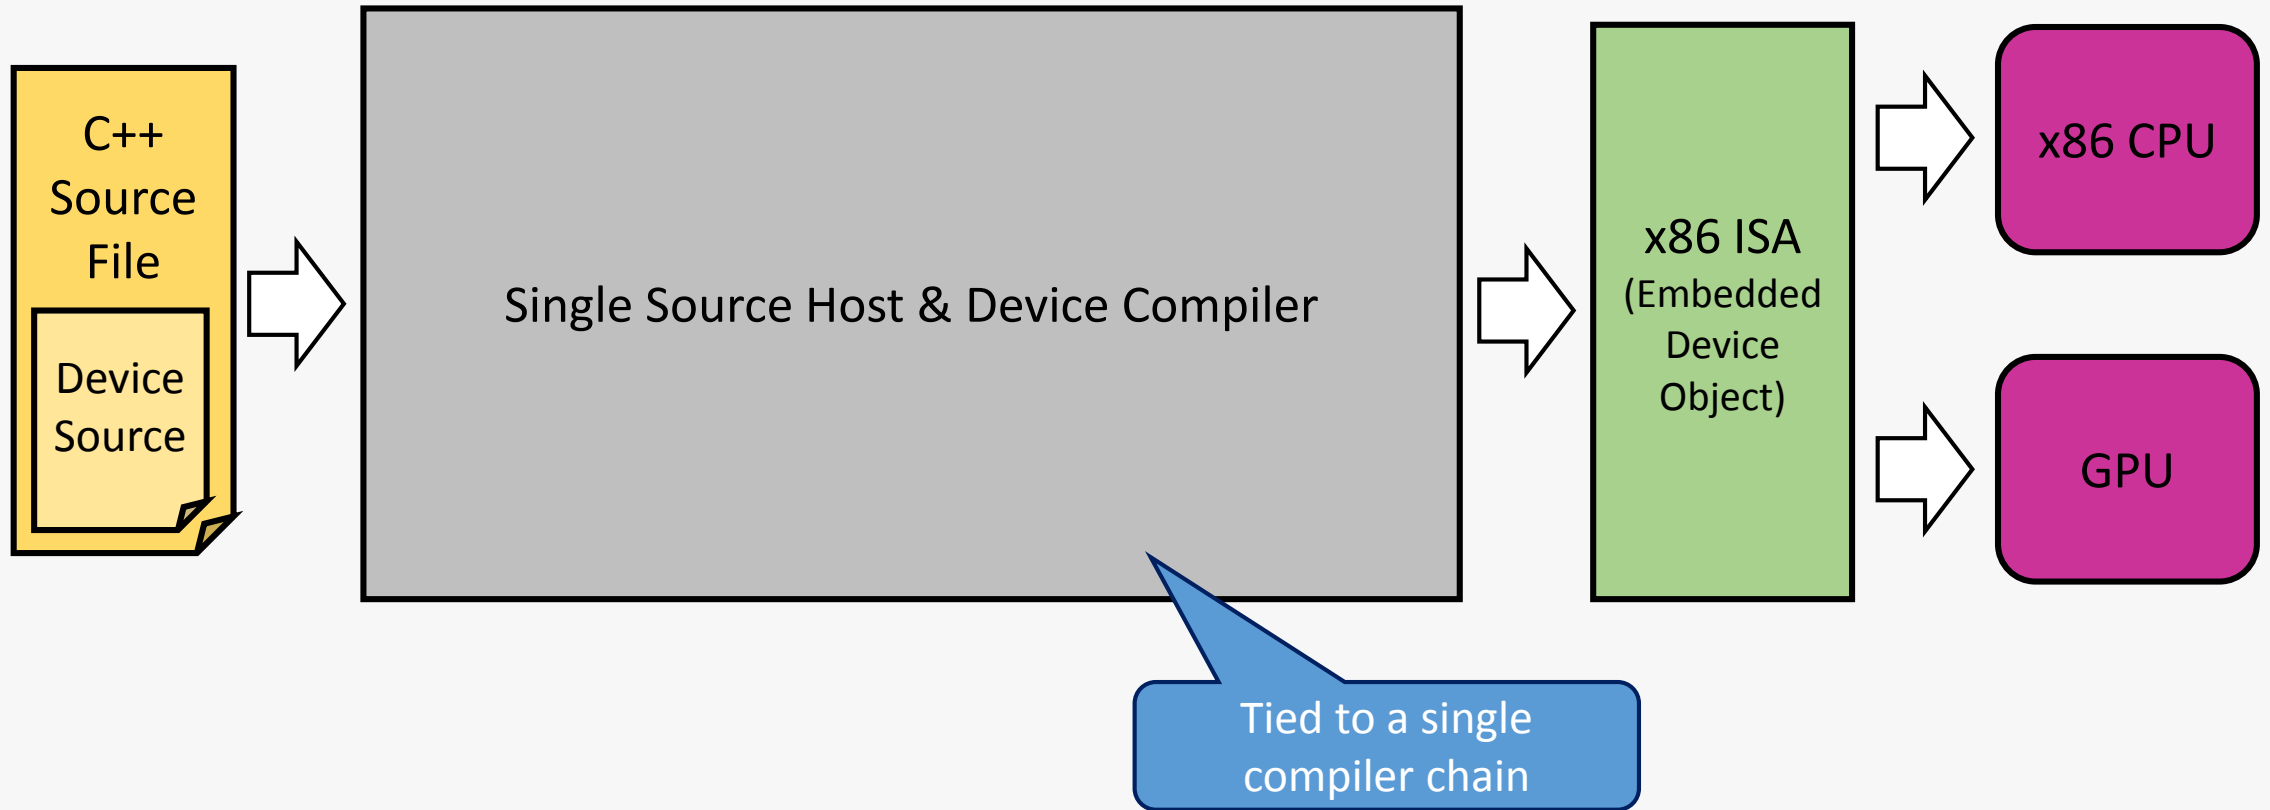 C++
Source
File
Device
Source
Single Source Host & Device Compiler
x86 ISA
(Embedded
Device
Object)
x86 CPU
GPU
Tied to a single
compiler chain